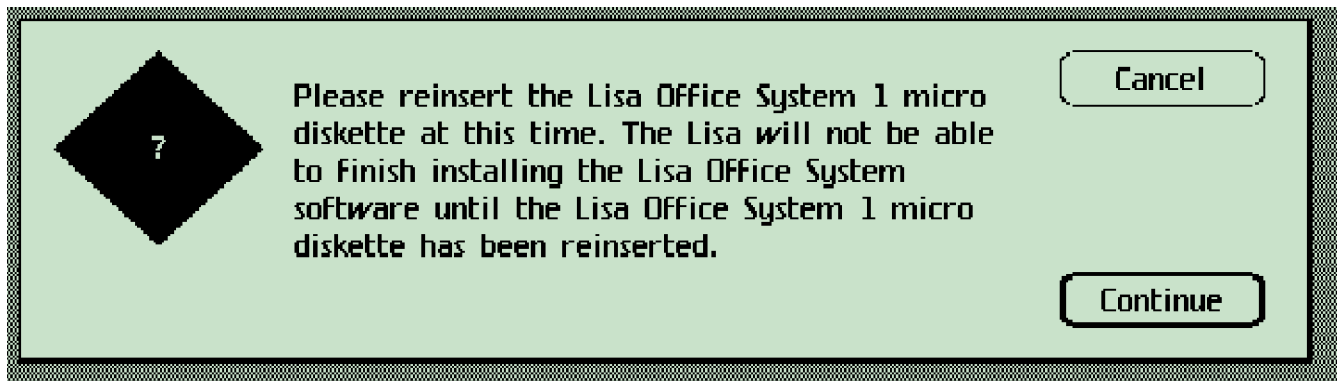 ?
Please reinsert the Lisa Office System 1 micro
diskette at this time. The Lisa will not be able
to finish installing the Lisa Office System
software until the Lisa Office System 1 micro
diskette has been reinserted.
Cancel
Continue